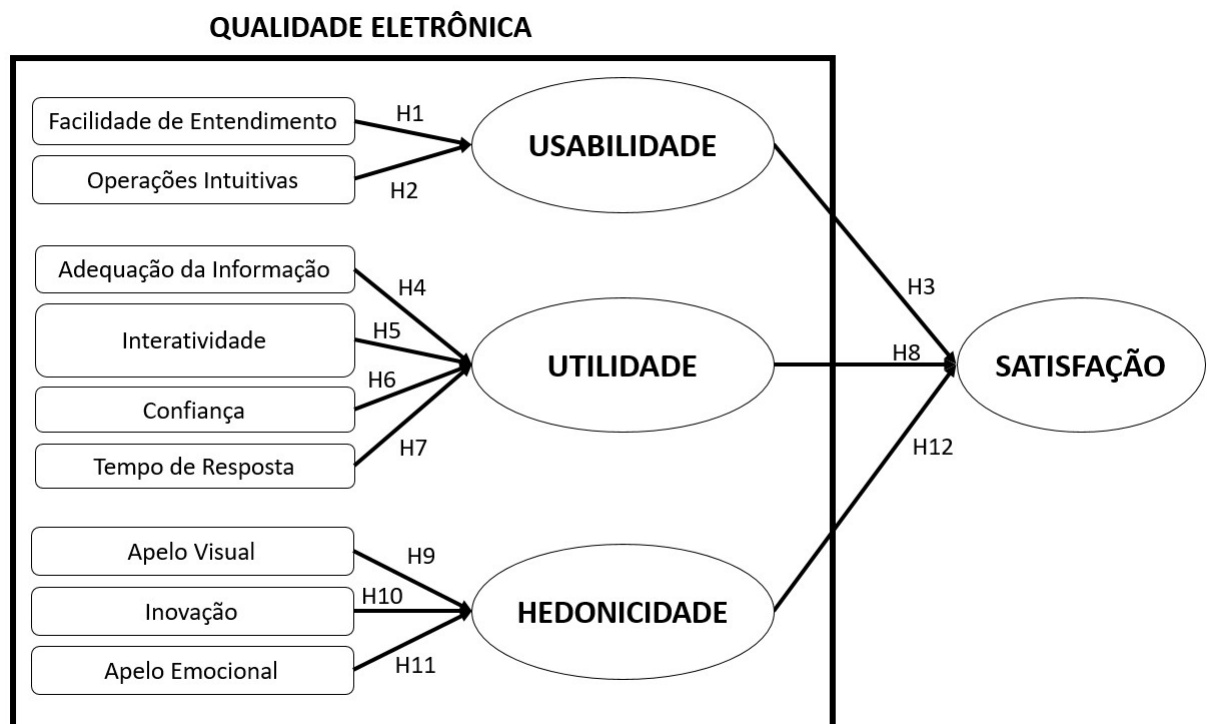 QUALIDADE ELETRÔNICA
Facilidade de Entendimento
H1
Operações Intuitivas
H2
USABILIDADE
H3
Adequação da Informação
H4
Interatividade
H5
Confiança
H6
Tempo de Resposta
H7
UTILIDADE
H8
SATISFAÇÃO
Apelo Visual
H9
Inovação
H10
Apelo Emocional
H11
HEDONICIDADE
H12